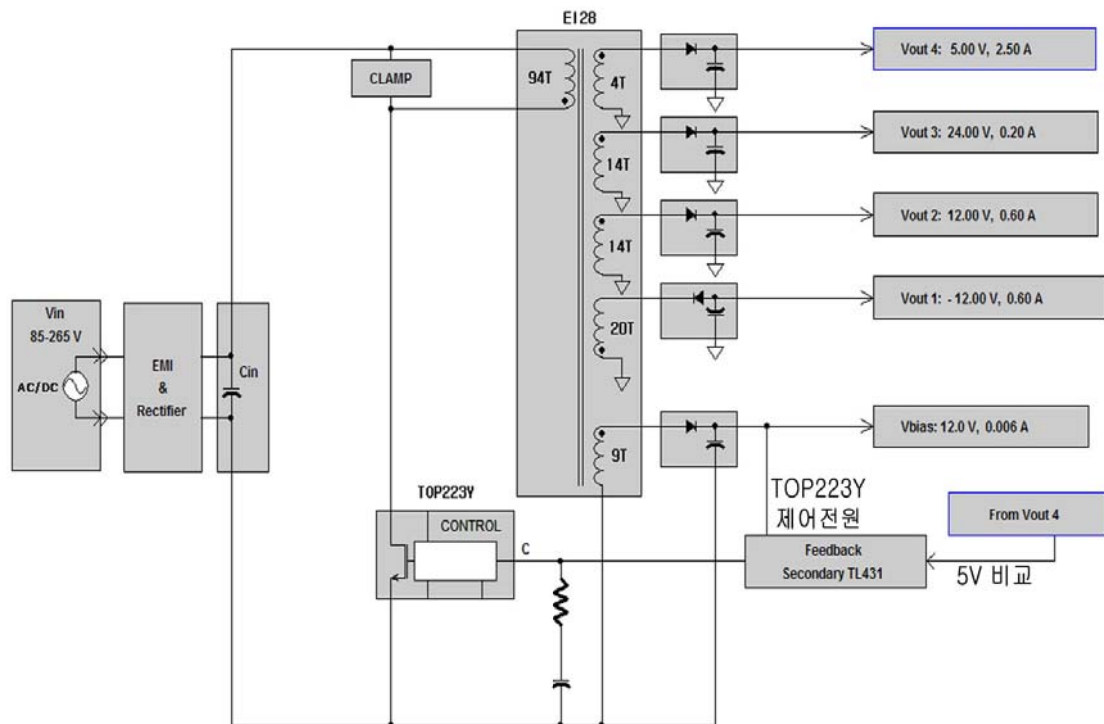 EI28
CLAMP
94T
4T
Vout 4: 5.00 V, 2.50 A
14T
Vout 3: 24.00 V, 0.20 A
14T
Vout 2: 12.00 V, 0.60 A
20T
Vout 1: - 12.00 V, 0.60 A
Vin
85-265 V
AC/DC
EMI
&
Rectifier
Cin
9T
Vbias: 12.0 V, 0.006 A
TOP223Y
CONTROL
C
TOP223Y
제어전원
Feedback
Secondary TL431
From Vout 4
5V 비교